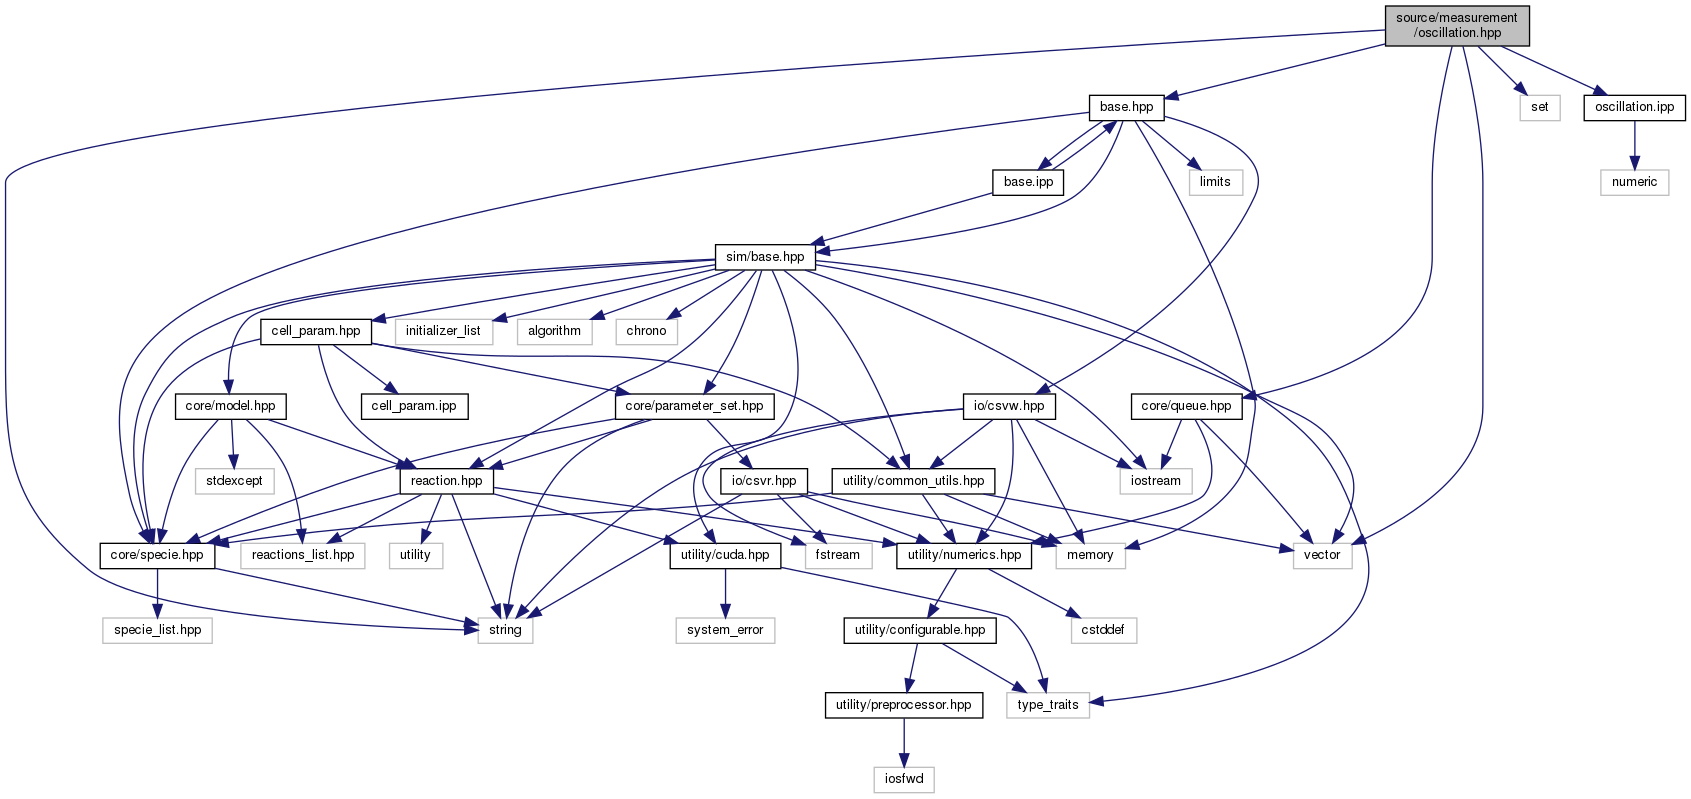 source/measurement
/oscillation.hpp
base.hpp
set
oscillation.ipp
base.ipp
limits
numeric
sim/base.hpp
cell_param.hpp
initializer_list
algorithm
chrono
core/model.hpp
cell_param.ipp
core/parameter_set.hpp
io/csvw.hpp
core/queue.hpp
stdexcept
reaction.hpp
io/csvr.hpp
utility/common_utils.hpp
iostream
core/specie.hpp
reactions_list.hpp
utility
utility/cuda.hpp
fstream
utility/numerics.hpp
memory
vector
specie_list.hpp
string
system_error
utility/configurable.hpp
cstddef
utility/preprocessor.hpp
type_traits
iosfwd